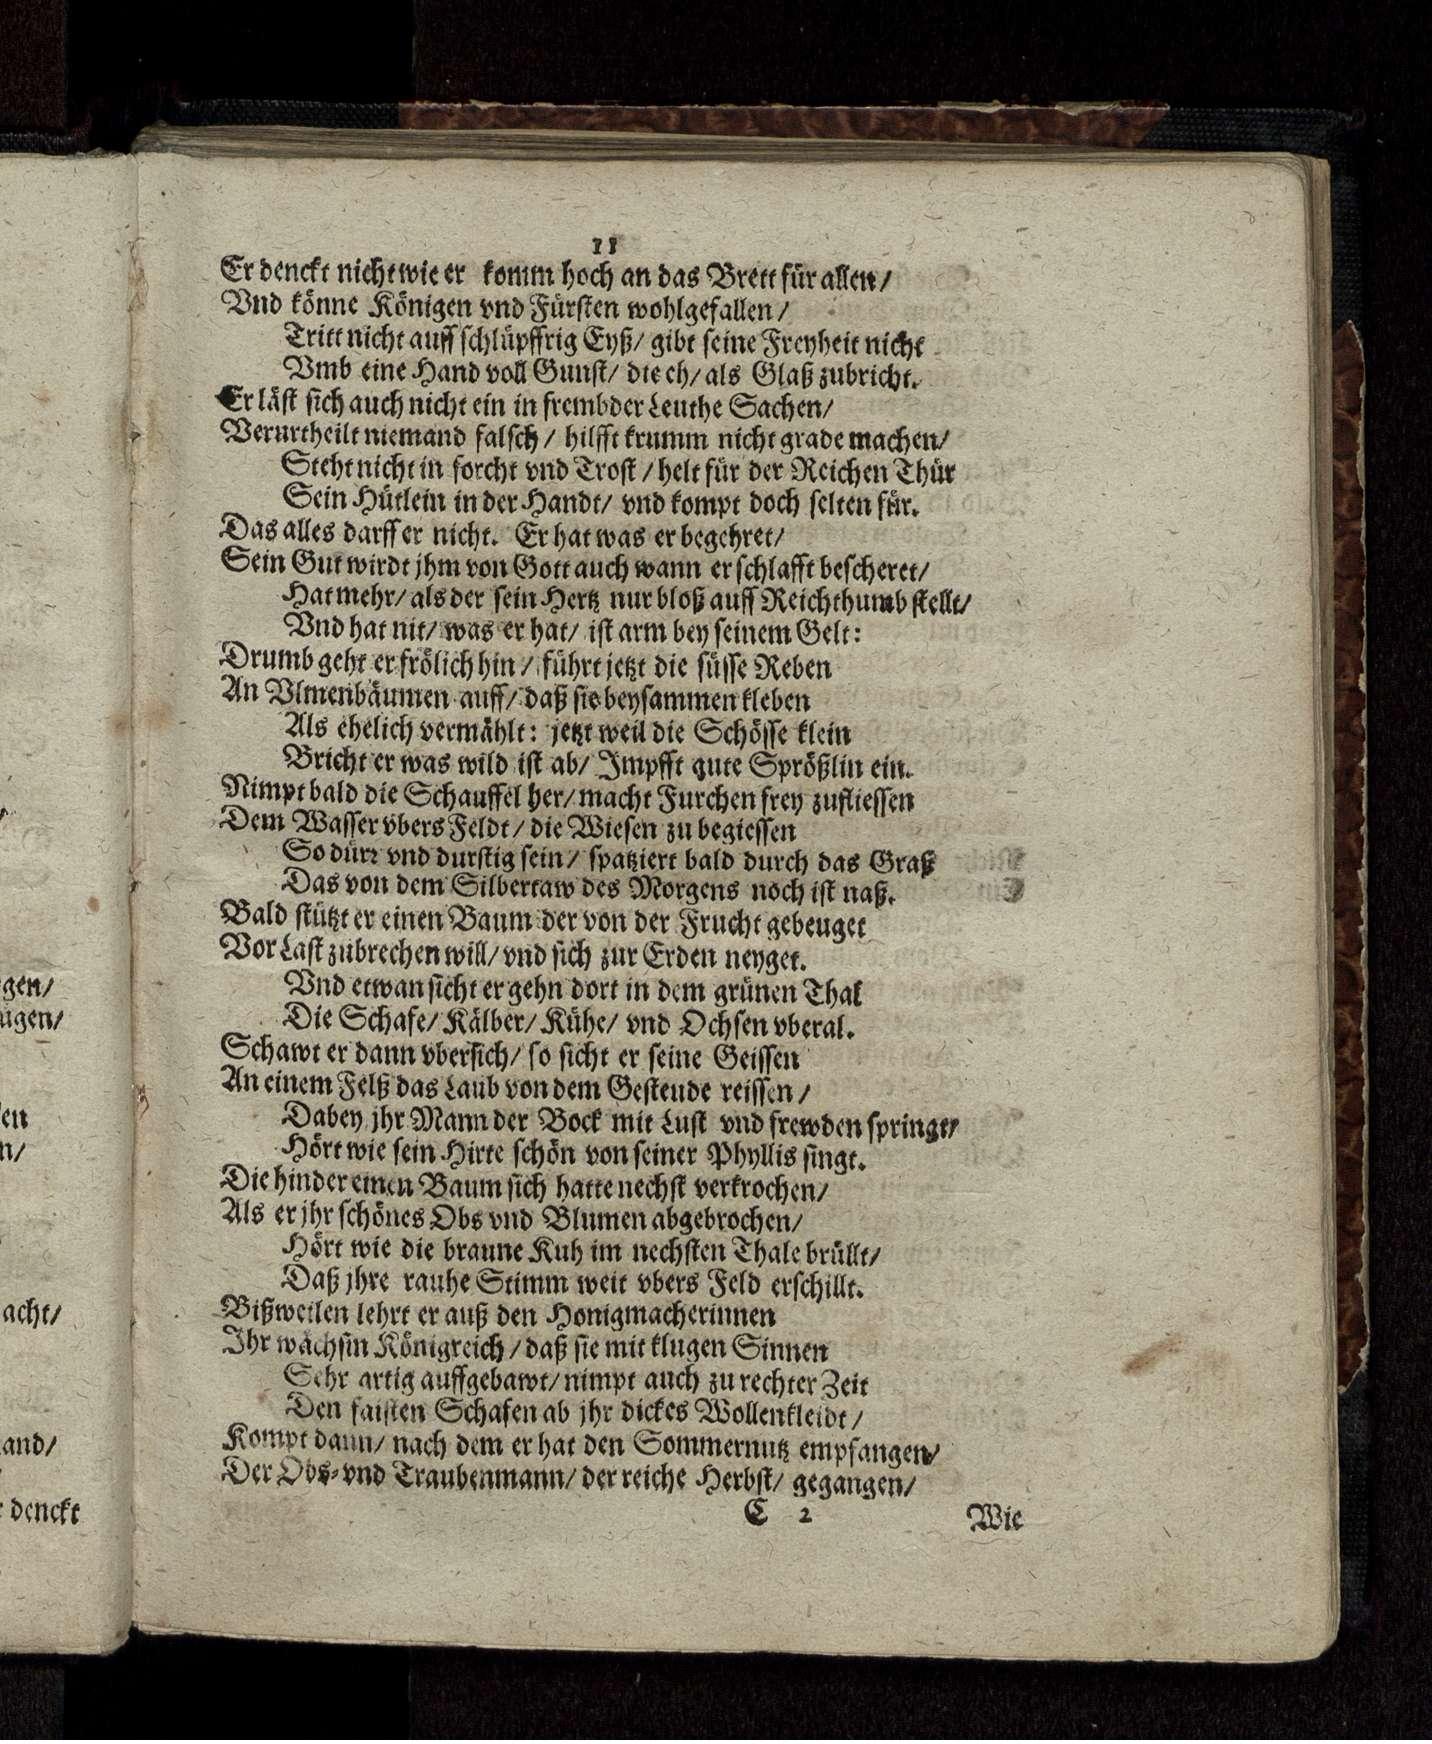 11
Er denckt nicht wie er komm hoch an das Brett für allen/
Vnd könne Königen vnd Fürsten wohlgefallen/
Tritt nicht auff schlüpffrig Eyß/ gibt seine Freyheit nicht
Vmb eine Hand voll Gunst/ die eh/ als Glaß zubricht.
Er läst sich auch nicht ein in frembder Leuthe Sachen/
Verurtheilt niemand falsch/ hilfft krumm nicht grade machen/
Steht nicht in forcht vnd Trost/ helt für der Reichen Thür
Sein Hütlein in der Handt/ vnd kompt doch selten für.
Das alles darff er nicht. Er hat was er begehret/
Sein Gut wirdt jhm von Gott auch wann er schlafft bescheret/
Hat mehr/ als der sein Hertz nur bloß auff Reichthumb stellt/
Vnd hat nit/ was er hat/ ist arm bey seinem Gelt:
Drumb geht er frölich hin/ führt jetzt die süsse Reben
An Vlmenbäumen auff/ daß sie beysammen kleben
Als ehelich vermählt: jetzt weil die Schösse klein
Bricht er was wild ist ab/ Impfft gute Sprößlin ein.
Nimpt bald die Schauffel her/ macht Furchen frey zufliessen
Dem Wasser vbers Feldt/ die Wiesen zu begiessen
So dürr vnd durstig sein/ spatziert bald durch das Graß
Das von dem Silbertaw des Morgens noch ist naß.
Bald stützt er einen Baum der von der Frucht gebeuget
Vor Last zubrechen will/ vnd sich zur Erden neyget.
Vnd etwan sicht er gehn dort in dem grünen Thal
Die Schafe/ Kälber/ Kühe/ vnd Ochsen vberal.
Schawt er dann vbersich/ so sicht er seine Geissen
An einem Felß das Laub von dem Gesteude reissen/
Dabey jhr Mann der Bock mit Lust vnd frewden springt/
Hört wie sein Hirte schön von seiner Phyllis singt.
Die hinder einen Baum sich hatte nechst verkrochen/
Als er jhr schönes Obs vnd Blumen abgebrochen/
Hört wie die braune Kuh im nechsten Thale brüllt/
Daß jhre rauhe Stimm weit vbers Feld erschillt.
Bißweilen lehrt er auß den Honigmacherinnen
Ihr wächsin Königreich/ daß sie mit klugen Sinnen
Sehr artig auffgebawt/ nimpt auch zu rechter Zeit
Den faisten Schafen ab jhr dickes Wollenkleidt/
Kompt dann/ nach dem er hat den Sommernutz empfangen/
Der Obs- vnd Traubenmann/ der reiche Herbst/ gegangen/
C 2 Wie
gen/
ugen/
en
n/
acht/
and/
denckt